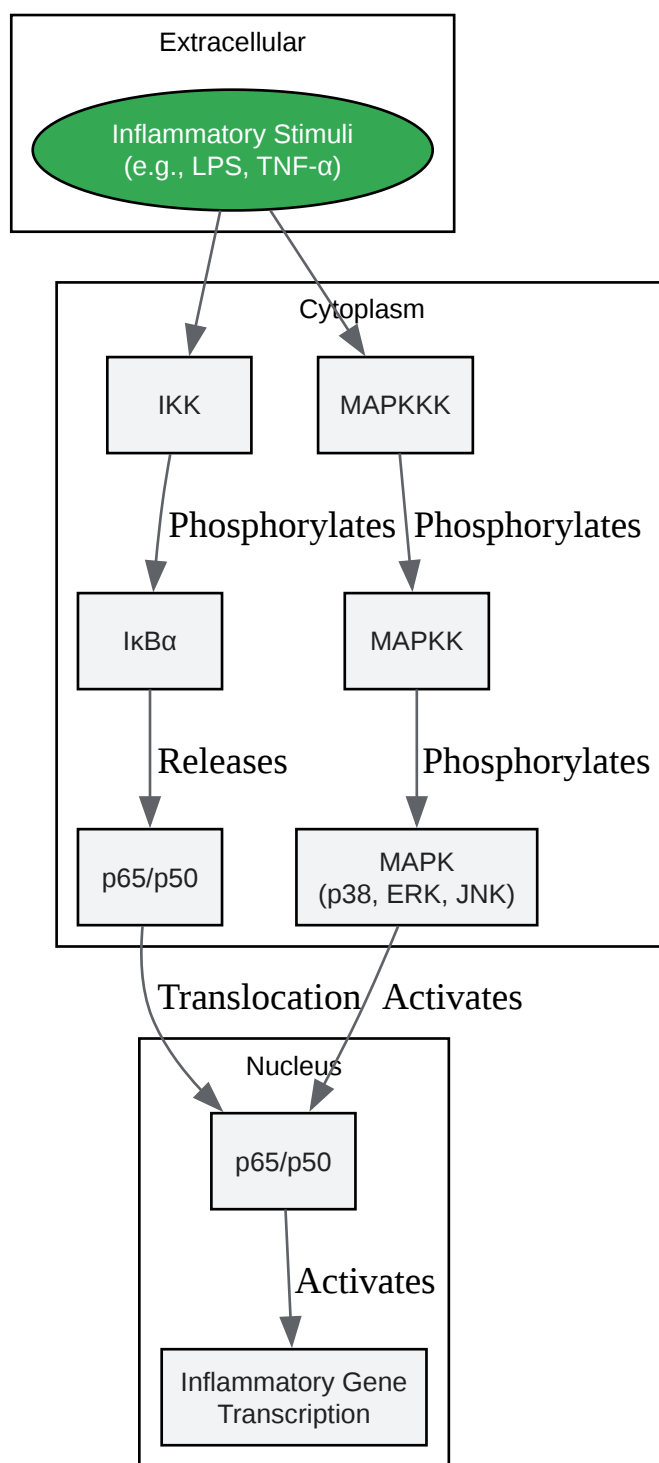 Extracellular
Inflammatory Stimuli
(e.g., LPS, TNF-α)
Cytoplasm
IKK
MAPKKK
Phosphorylates
Phosphorylates
IκBα
MAPKK
Releases
Phosphorylates
p65/p50
MAPK
(p38, ERK, JNK)
Translocation
Activates
Nucleus
p65/p50
Activates
Inflammatory Gene
Transcription